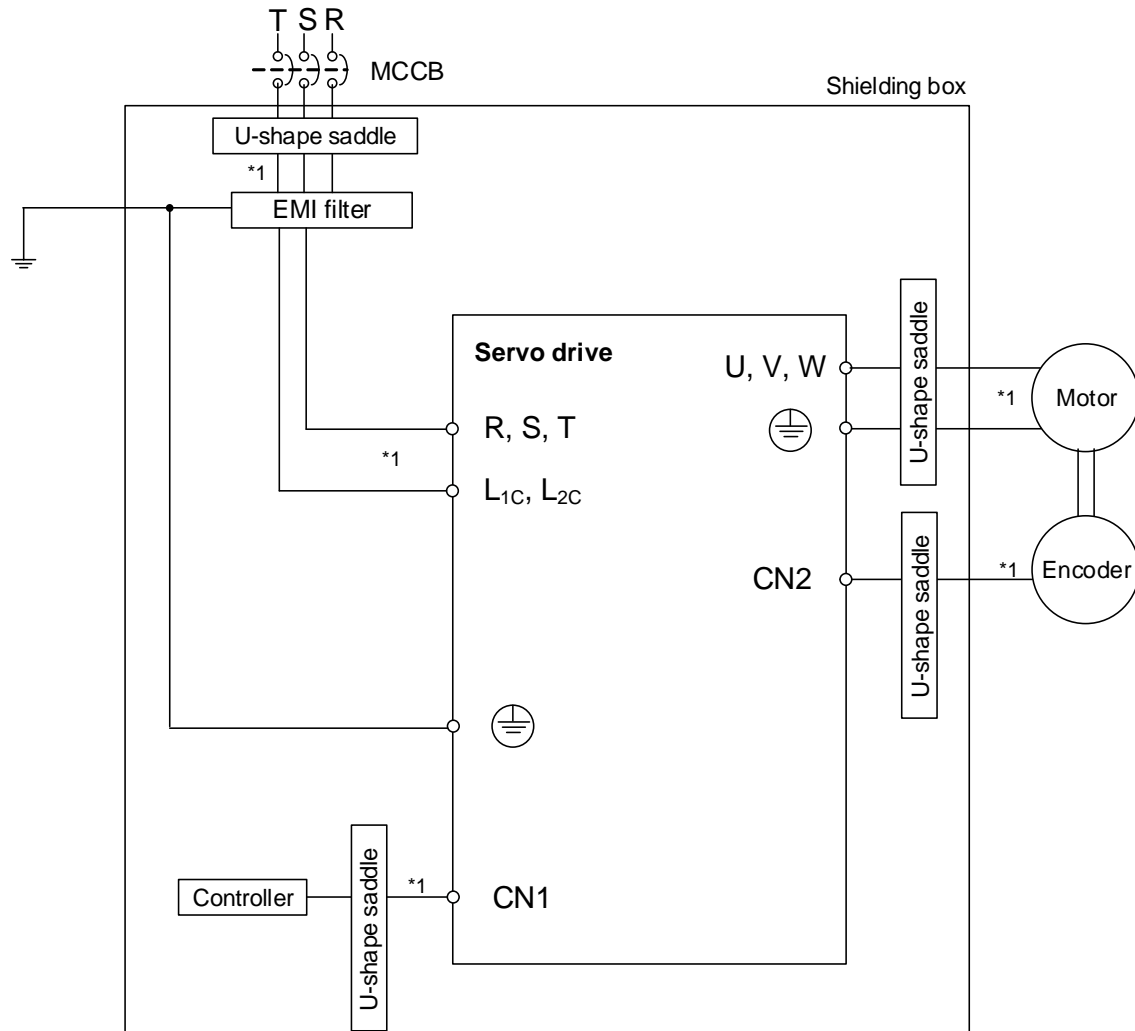 T S R
MCCB
Shielding box
U-shape saddle
*1
EMI filter
Servo drive
U, V, W
U-shape saddle
*1
Motor
R, S, T
*1
L1C, L2C
CN2
U-shape saddle
*1
Encoder
Controller
U-shape saddle
*1
CN1